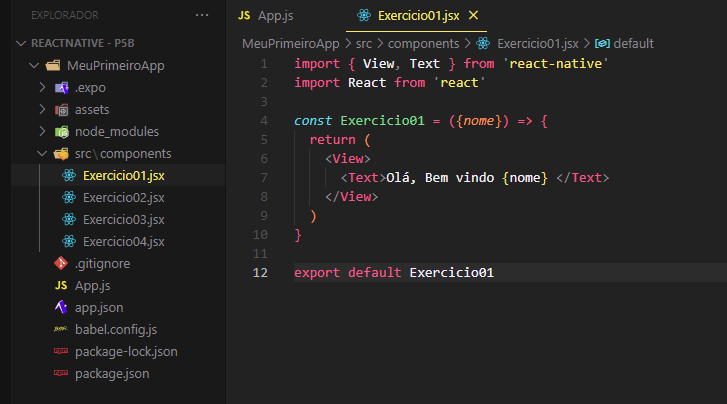 EXPLORADOR ...
REACTNATIVE - P5B
MeuPrimeiroApp
.expo
assets
node_modules
src\components
Exercicio01.jsx
Exercicio02.jsx
Exercicio03.jsx
Exercicio04.jsx
.gitignore
JS App.js
app.json
babel.config.js
package-lock.json
package.json
JS App.js
Exercicio01.jsx ×
MeuPrimeiroApp > src > components > Exercicio01.jsx > default
1 import { View, Text } from 'react-native'
2 import React from 'react'
3
4 const Exercicio01 = ({nome}) => {
5 return (
6 <View>
7 <Text>Olá, Bem vindo {nome} </Text>
8 </View>
9 )
10 }
11
12 export default Exercicio01